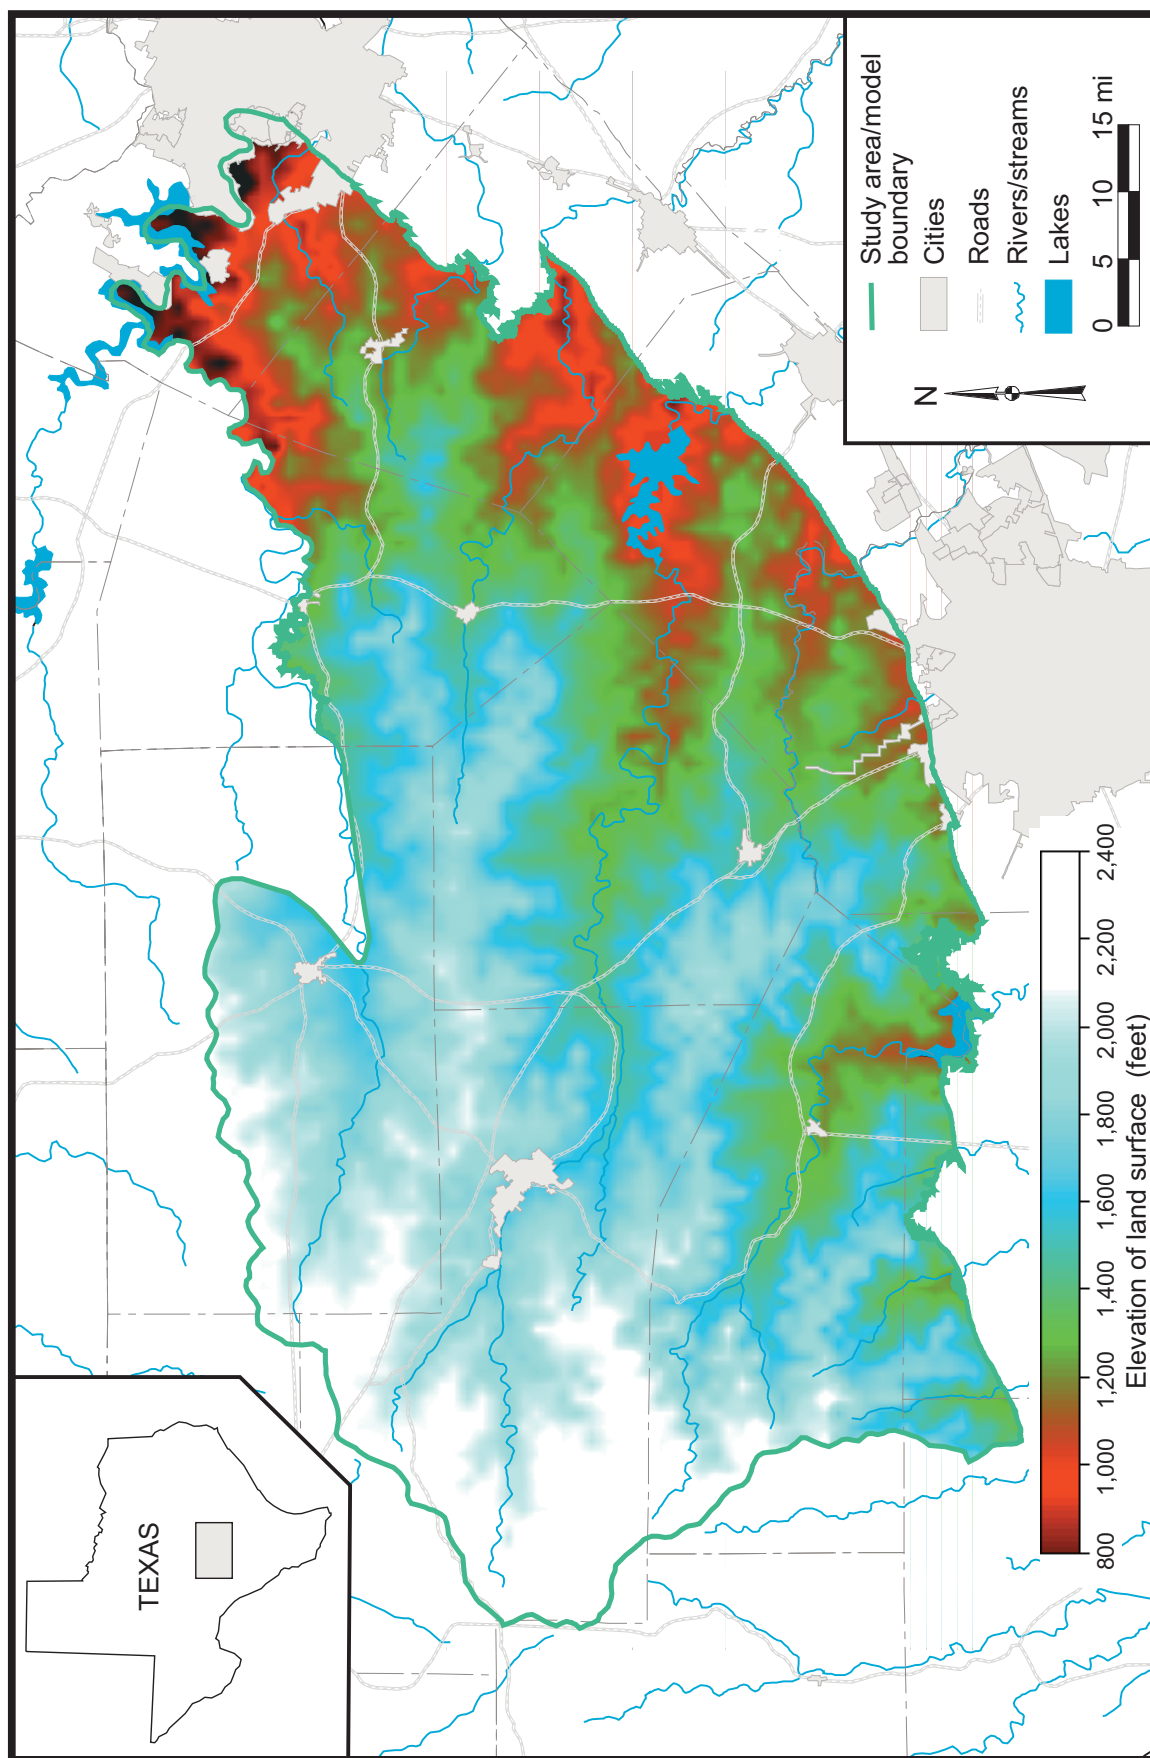 TEXAS
Study area/model
boundary
Cities
Roads
Rivers/streams
Lakes
N
0 5 10 15 mi
800 1,000 1,200 1,400 1,600 1,800 2,000 2,200 2,400
Elevation of land surface (feet)